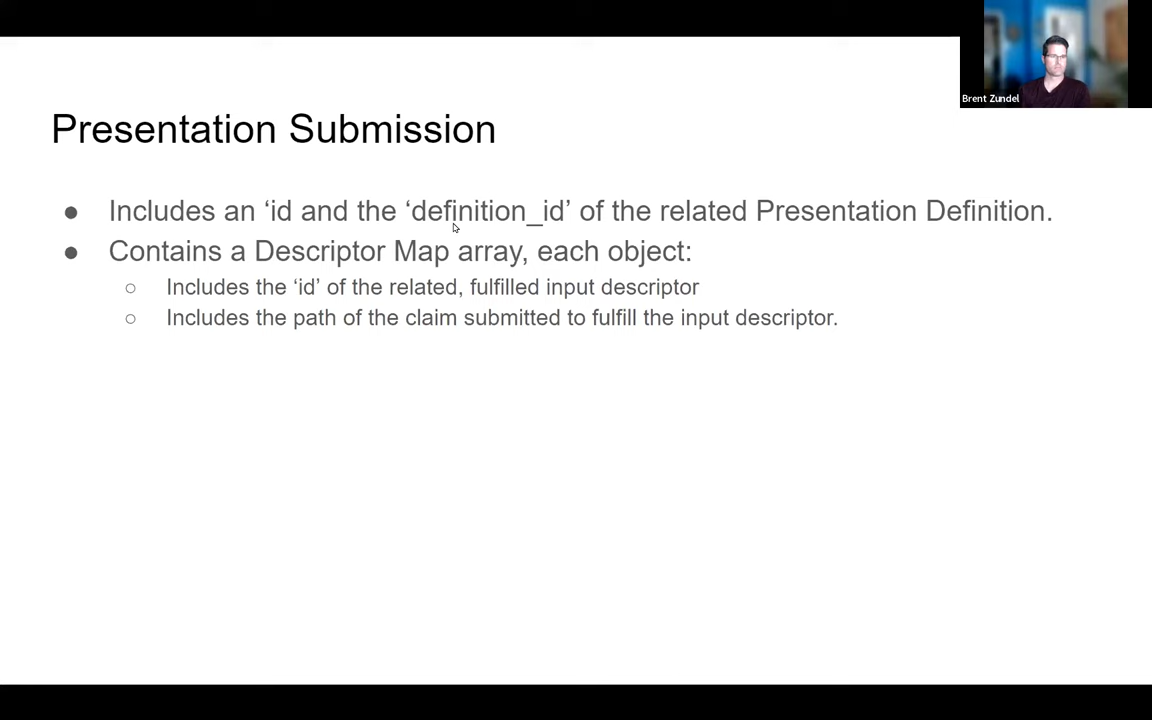 Brent Zundel
Presentation Submission
● Includes an ‘id and the ‘definition_id’ of the related Presentation Definition.
● Contains a Descriptor Map array, each object:
○ Includes the ‘id’ of the related, fulfilled input descriptor
○ Includes the path of the claim submitted to fulfill the input descriptor.